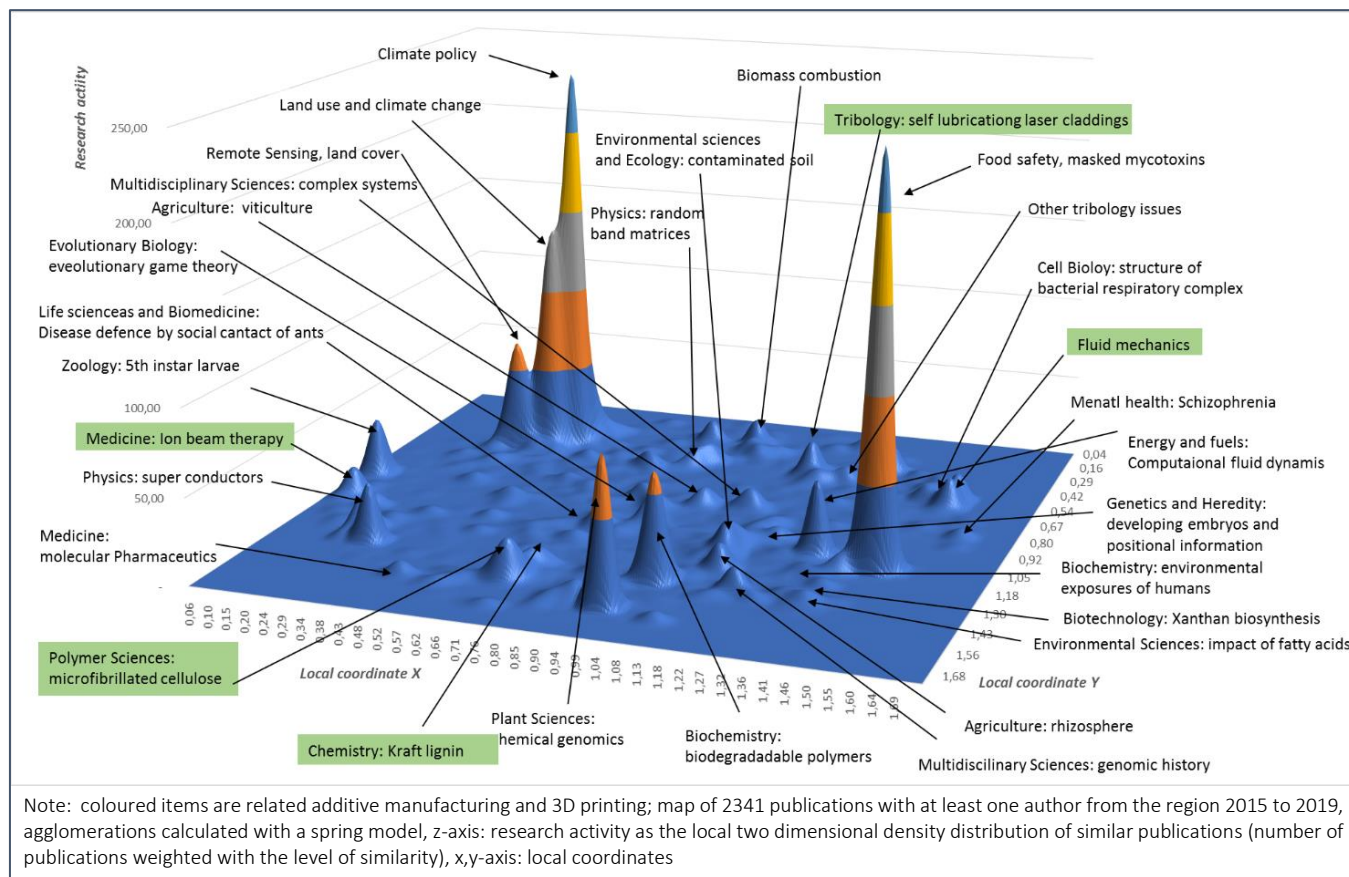 Climate policy
Biomass combustion
Research actiity
Land use and climate change
Tribology: self lubricationg laser claddings
250,00
Environmental sciences
and Ecology: contaminated soil
Remote Sensing, land cover
Food safety, masked mycotoxins
Multidisciplinary Sciences: complex systems
Agriculture: viticulture
200,00
Physics: random
band matrices
Other tribology issues
Evolutionary Biology:
eveolutionary game theory
Cell Bioloy: structure of
bacterial respiratory complex
Life scienceas and Biomedicine:
Disease defence by social cantact of ants
Fluid mechanics
Zoology: 5th instar larvae
100,00
Menatl health: Schizophrenia
Medicine: Ion beam therapy
Energy and fuels:
Computaional fluid dynamis
Physics: super conductors
50,00
Genetics and Heredity:
developing embryos and
positional information
Medicine:
molecular Pharmaceutics
Biochemistry: environmental
exposures of humans
-
Biotechnology: Xanthan biosynthesis
Environmental Sciences: impact of fatty acids
0,04
0,16
0,29
0,42
0,54
0,67
0,80
0,92
1,05
1,18
1,30
1,43
1,56
1,68
Local coordinate Y
0,06
0,10
0,15
0,20
0,24
0,29
0,34
0,38
0,43
0,48
0,52
0,57
0,62
0,66
0,71
0,76
0,80
0,85
0,90
0,94
0,99
1,04
1,08
1,13
1,18
1,22
1,27
1,32
1,36
1,41
1,46
1,50
1,55
1,60
1,64
1,69
Local coordinate X
Polymer Sciences:
microfibrillated cellulose
Chemistry: Kraft lignin
Plant Sciences:
hemical genomics
Biochemistry:
biodegradadable polymers
Agriculture: rhizosphere
Multidiscilinary Sciences: genomic history
Note: coloured items are related additive manufacturing and 3D printing; map of 2341 publications with at least one author from the region 2015 to 2019,
agglomerations calculated with a spring model, z-axis: research activity as the local two dimensional density distribution of similar publications (number of
publications weighted with the level of similarity), x,y-axis: local coordinates